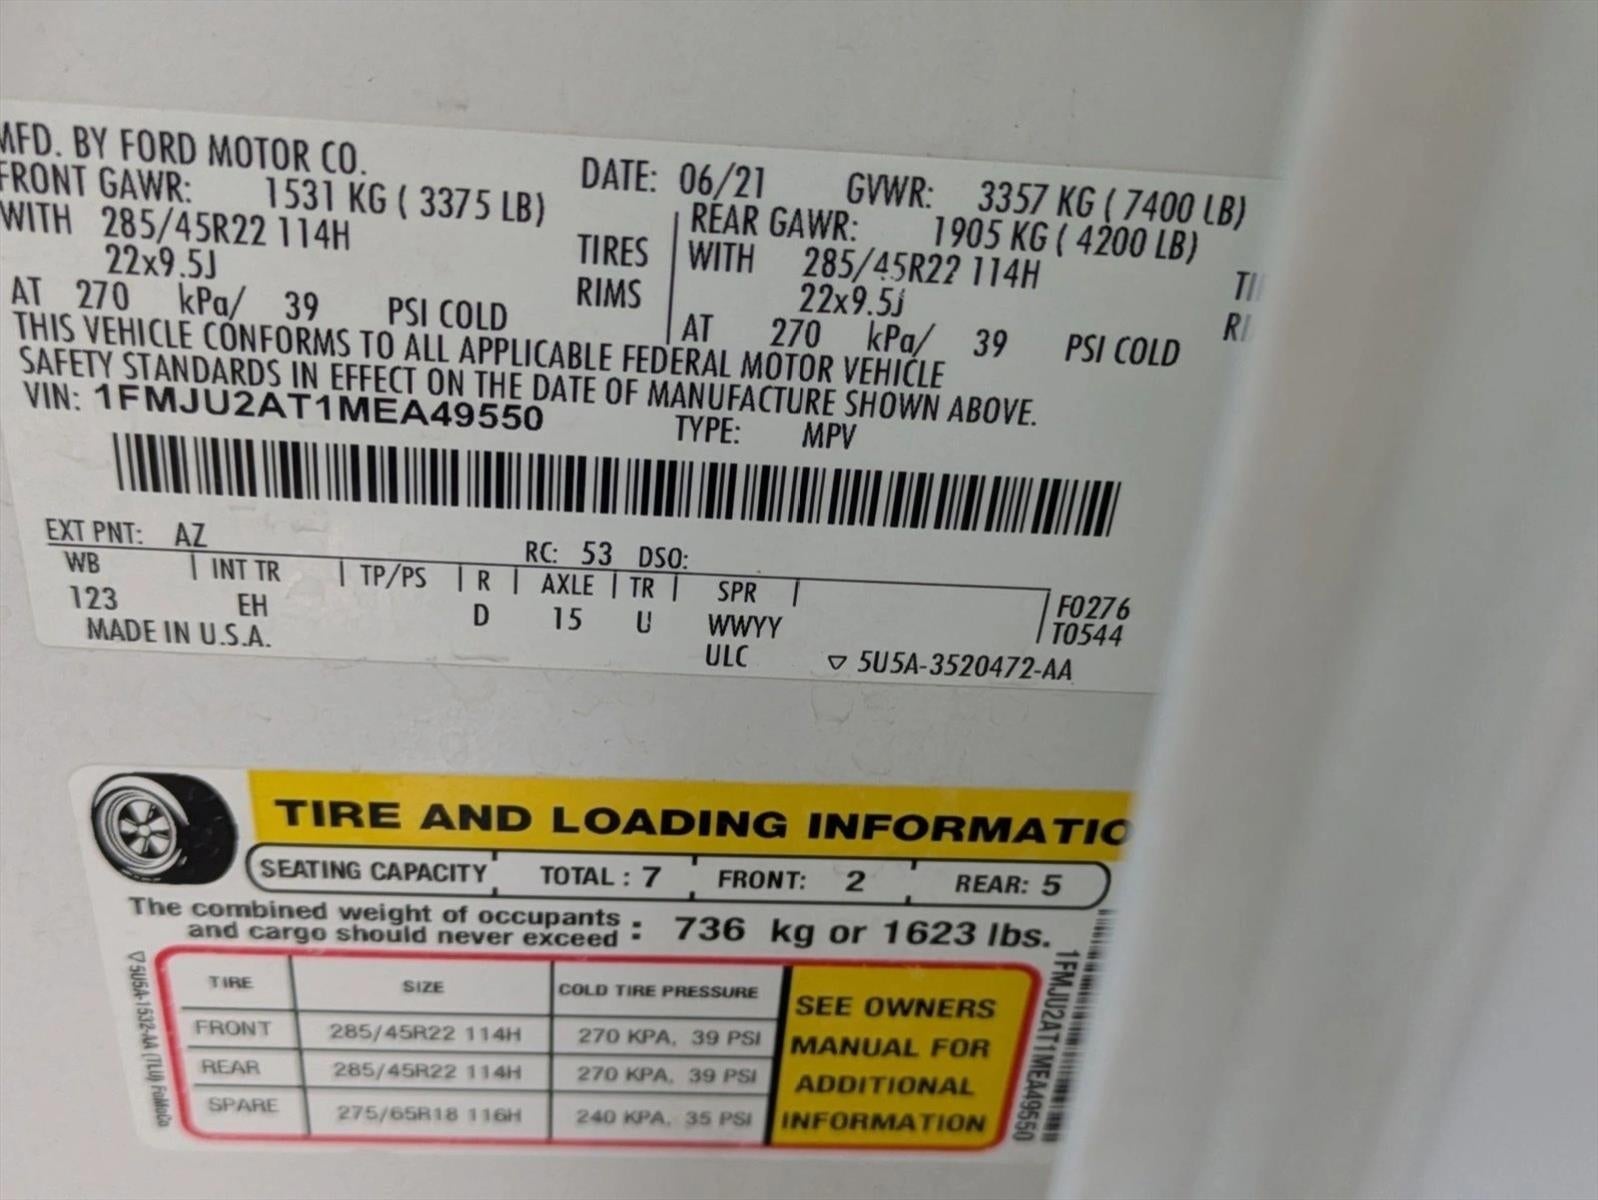 MFD. BY FORD MOTOR CO.
DATE: 06/21 GVWR: 3357 KG ( 7400 LB)
FRONT GAWR: 1531 KG ( 3375 LB)
WITH 285/45R22 114H TIRES
22x9.5J RIMS
AT 270 kPa/ 39 PSI COLD
REAR GAWR: 1905 KG ( 4200 LB)
WITH 285/45R22 114H
22x9.5J
AT 270 kPa/ 39 PSI COLD
THIS VEHICLE CONFORMS TO ALL APPLICABLE FEDERAL MOTOR VEHICLE
SAFETY STANDARDS IN EFFECT ON THE DATE OF MANUFACTURE SHOWN ABOVE.
VIN: 1FMJU2AT1MEA49550 TYPE: MPV
EXT PNT: AZ RC: 53 DSO:
WB INT TR TP/PS R AXLE TR SPR F0276
123 EH D 15 U WWYY T0544
MADE IN U.S.A. ULC 5U5A-3520472-AA
TIRE AND LOADING INFORMATIO
SEATING CAPACITY TOTAL : 7 FRONT: 2 REAR: 5
The combined weight of occupants
and cargo should never exceed : 736 kg or 1623 lbs.
TIRE SIZE COLD TIRE PRESSURE
FRONT 285/45R22 114H 270 KPA, 39 PSI
REAR 285/45R22 114H 270 KPA, 39 PSI
SPARE 275/65R18 116H 240 KPA, 35 PSI
SEE OWNERS
MANUAL FOR
ADDITIONAL
INFORMATION
5U5A-1532-AA (TLU) FoMoCo
1FMJU2AT1MEA49550